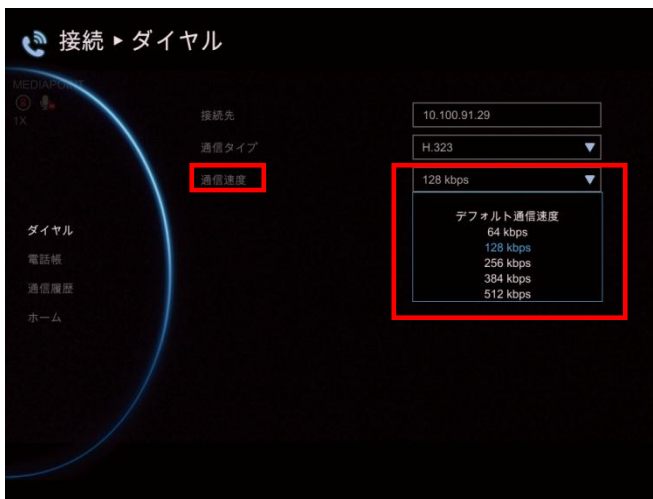 接続 ▸ ダイヤル
MEDIAPOINT
1X
接続先
10.100.91.29
通信タイプ
H.323
通信速度
128 kbps
デフォルト通信速度
64 kbps
128 kbps
256 kbps
384 kbps
512 kbps
ダイヤル
電話帳
通信履歴
ホーム